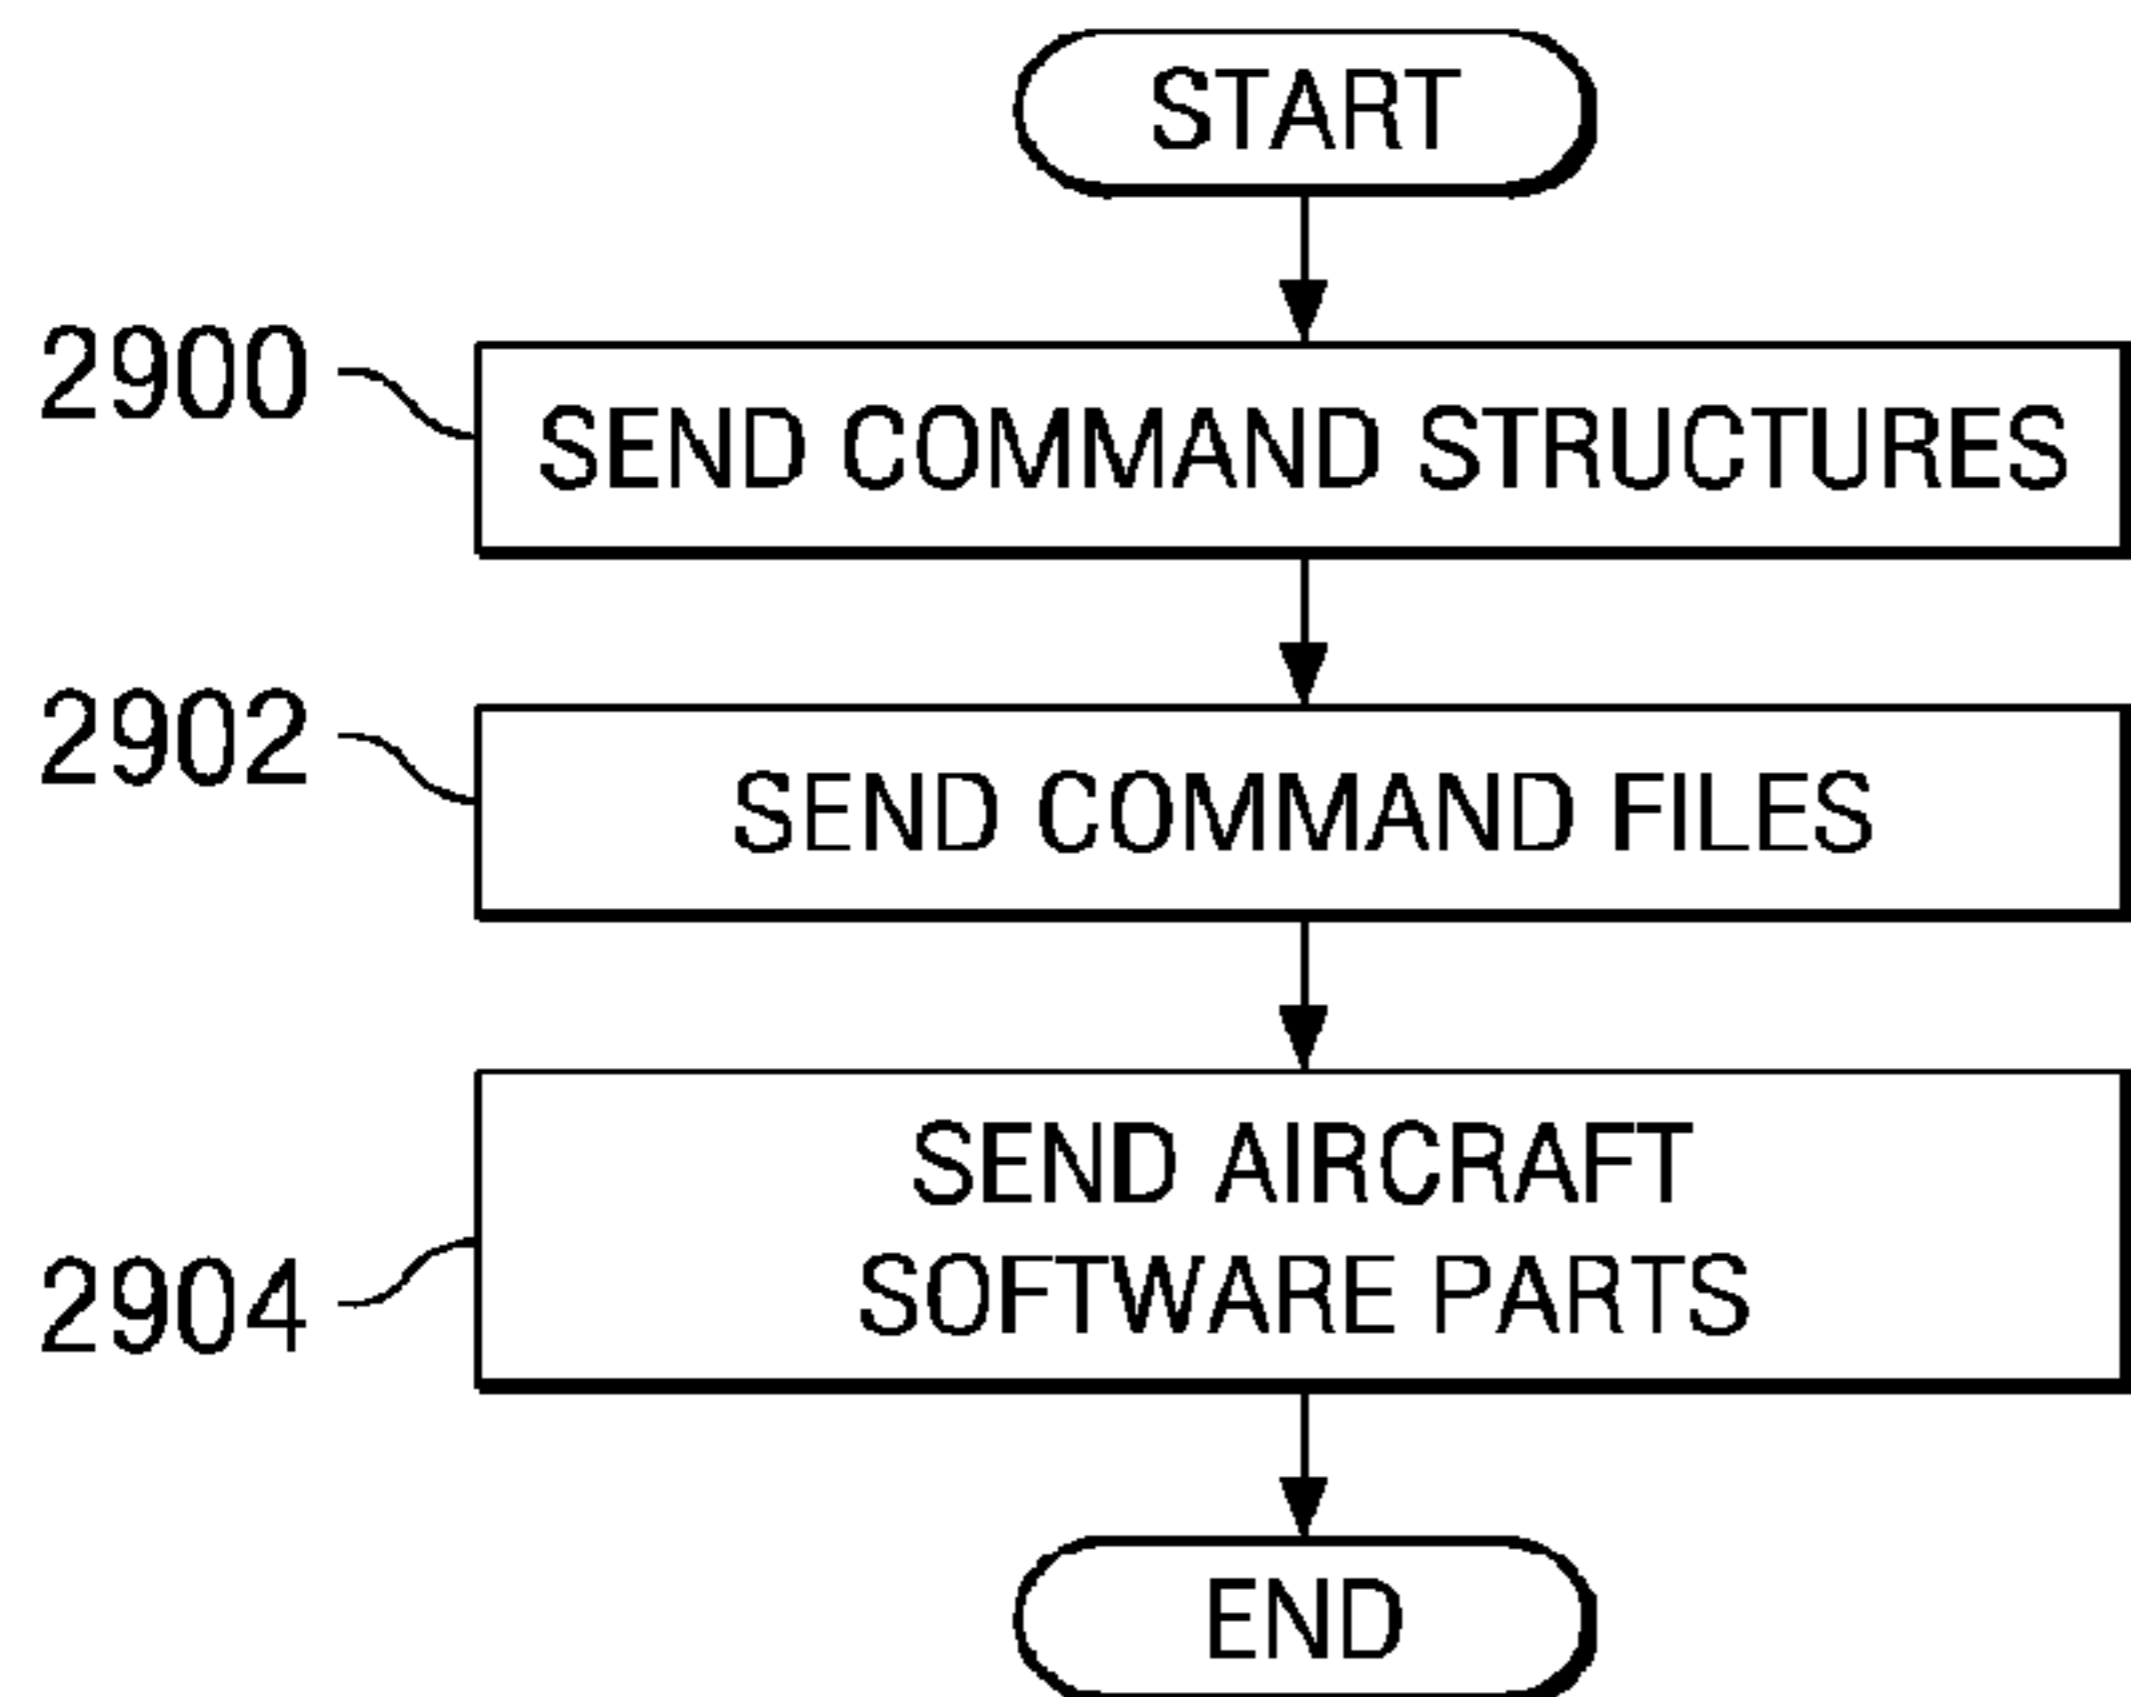 START
2900
SEND COMMAND STRUCTURES
2902
SEND COMMAND FILES
SEND AIRCRAFT
SOFTWARE PARTS
2904
END